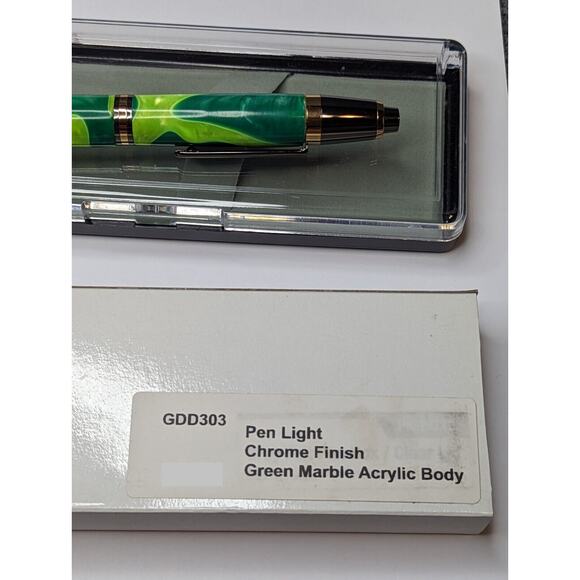 GDD303
Pen Light
Chrome Finish
Green Marble Acrylic Body